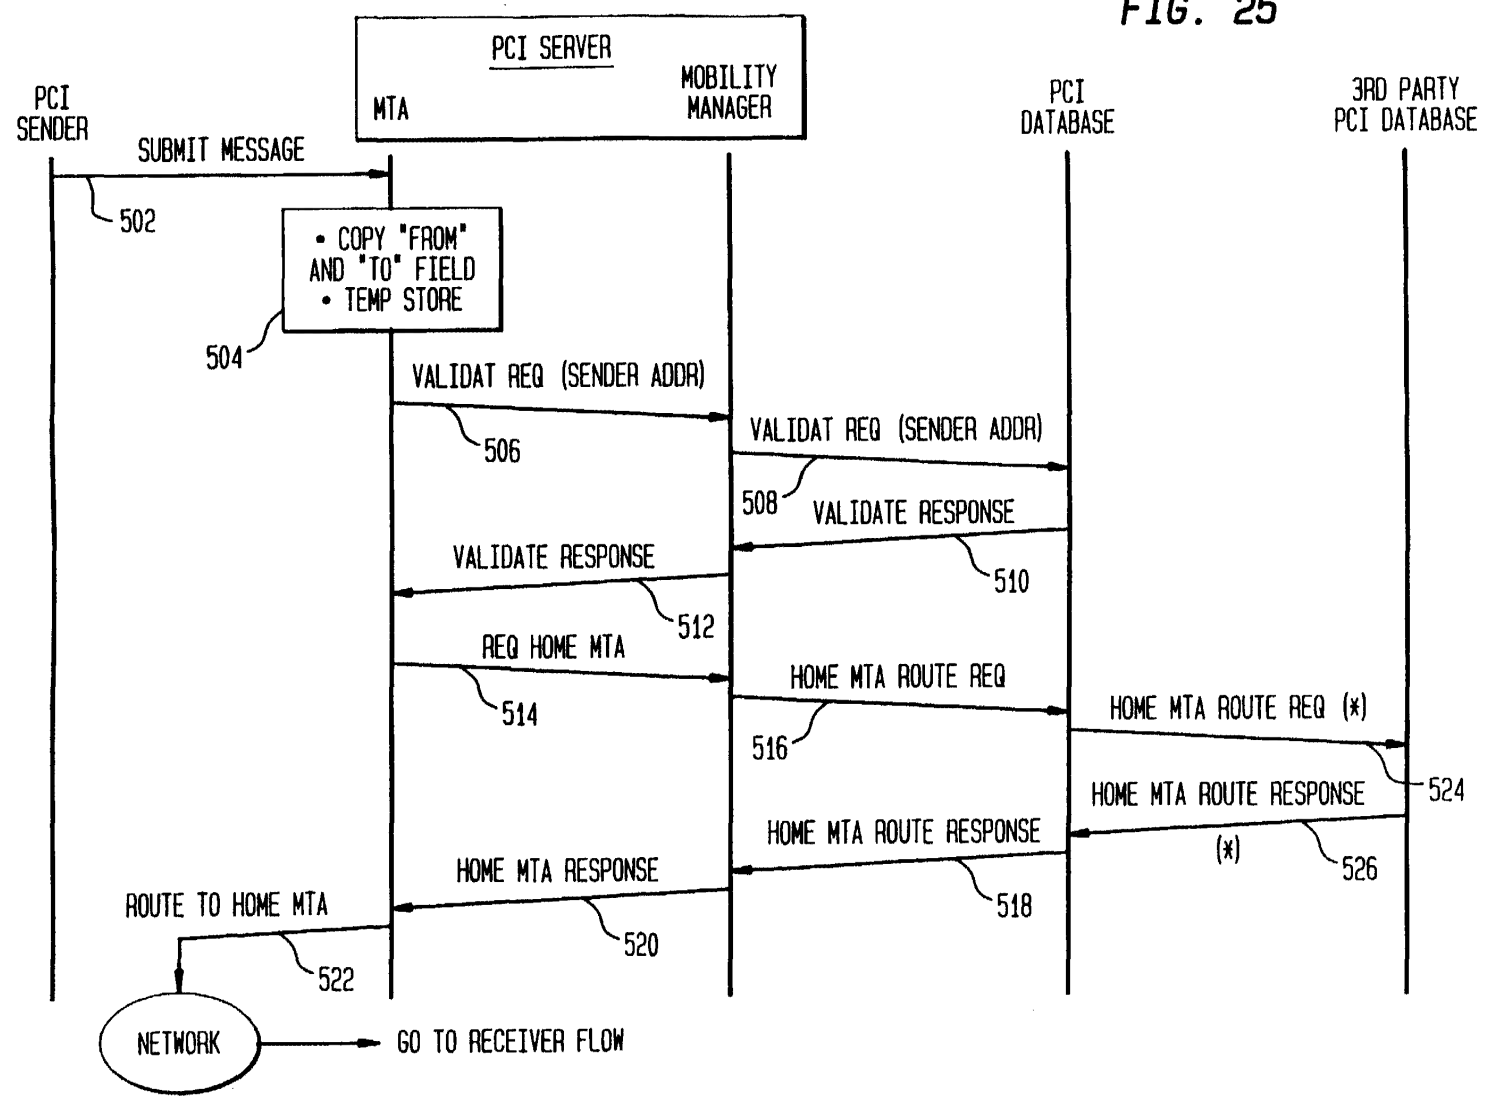 FIG. 25
PCI SERVER
MTA
MOBILITY
MANAGER
PCI
SENDER
PCI
DATABASE
3RD PARTY
PCI DATABASE
SUBMIT MESSAGE
502
• COPY "FROM"
AND "TO" FIELD
• TEMP STORE
504
VALIDAT REQ (SENDER ADDR)
506
VALIDAT REQ (SENDER ADDR)
508
VALIDATE RESPONSE
510
VALIDATE RESPONSE
512
REQ HOME MTA
514
HOME MTA ROUTE REQ
516
HOME MTA ROUTE REQ (*)
524
HOME MTA ROUTE RESPONSE
(*)
526
HOME MTA ROUTE RESPONSE
518
HOME MTA RESPONSE
520
ROUTE TO HOME MTA
522
NETWORK
GO TO RECEIVER FLOW